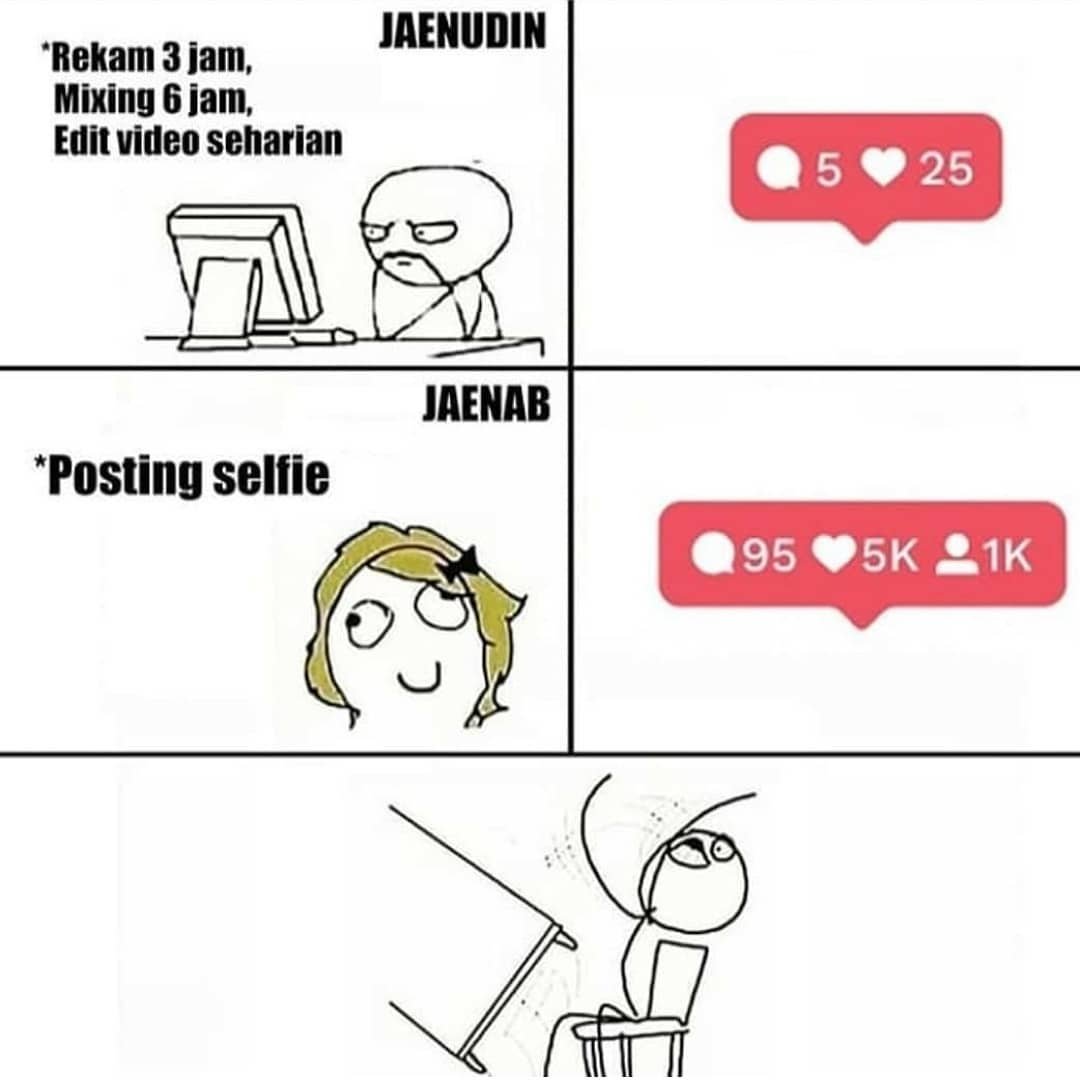 JAENUDIN
*Rekam 3 jam,
Mixing 6 jam,
Edit video seharian
5 25
JAENAB
*Posting selfie
95 5K 1K